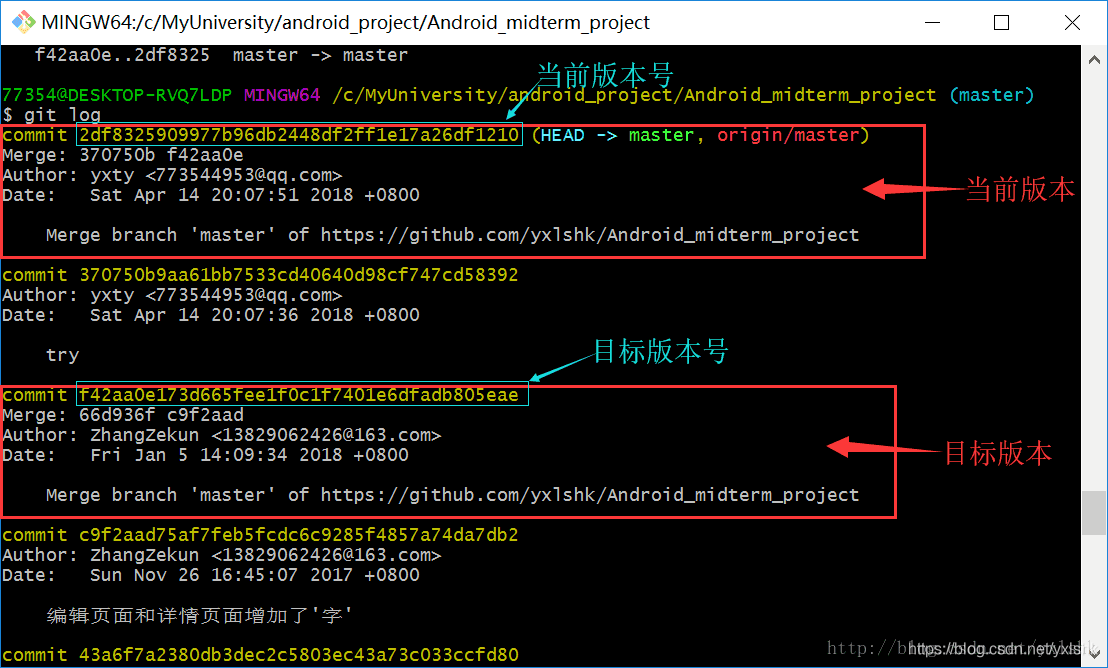 MINGW64:/c/MyUniversity/android_project/Android_midterm_project
f42aa0e..2df8325  master -> master
当前版本号
77354@DESKTOP-RVQ7LDP MINGW64 /c/MyUniversity/android_project/Android_midterm_project (master)
$ git log
commit 2df8325909977b96db2448df2ff1e17a26df1210 (HEAD -> master, origin/master)
Merge: 370750b f42aa0e
Author: yxty <773544953@qq.com>
当前版本
Date:   Sat Apr 14 20:07:51 2018 +0800
Merge branch 'master' of https://github.com/yxlshk/Android_midterm_project
commit 370750b9aa61bb7533cd40640d98cf747cd58392
Author: yxty <773544953@qq.com>
Date:   Sat Apr 14 20:07:36 2018 +0800
try
目标版本号
commit f42aa0e173d665fee1f0c1f7401e6dfadb805eae
Merge: 66d936f c9f2aad
Author: ZhangZekun <13829062426@163.com>
Date:   Fri Jan 5 14:09:34 2018 +0800
目标版本
Merge branch 'master' of https://github.com/yxlshk/Android_midterm_project
commit c9f2aad75af7feb5fcdc6c9285f4857a74da7db2
Author: ZhangZekun <13829062426@163.com>
Date:   Sun Nov 26 16:45:07 2017 +0800
编辑页面和详情页面增加了'字'
commit 43a6f7a2380db3dec2c5803ec43a73c033ccfd80